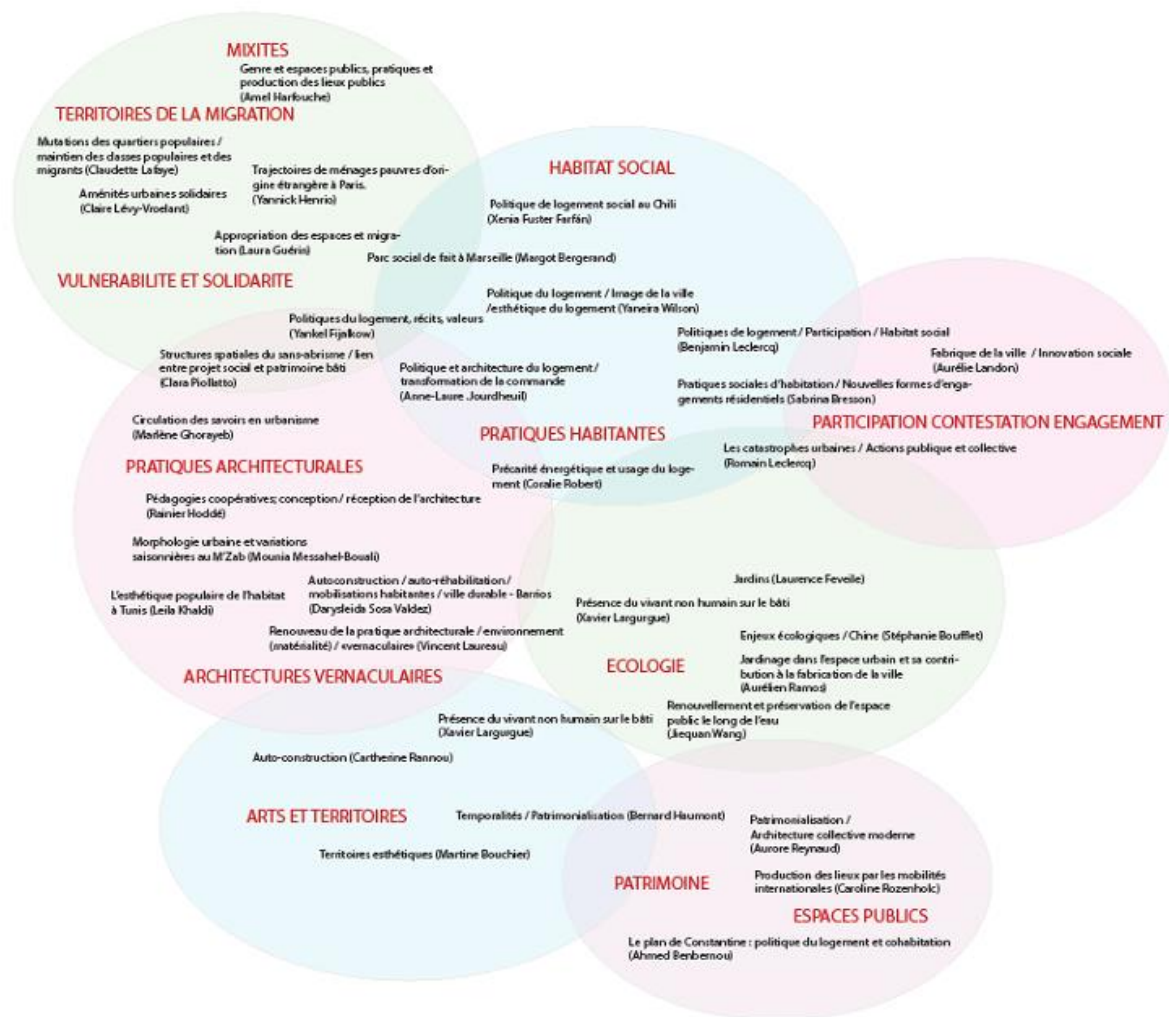 MIXITES
Genre et espaces publics, pratiques et
production des lieux publics
(Amel Harfouche)
TERRITOIRES DE LA MIGRATION
Mutations des quartiers populaires /
maintien des classes populaires et des
migrants (Claudette Lafaye)
Trajectoires de ménages pauvres d'ori-
gine étrangère à Paris.
(Yannick Henrio)
Aménités urbaines solidaires
(Claire Lévy-Vroelant)
Appropriation des espaces et migra-
tion (Laura Guérin)
VULNERABILITE ET SOLIDARITE
HABITAT SOCIAL
Politique de logement social au Chili
(Xenia Fuster Farfán)
Parc social de fait à Marseille (Margot Bergerand)
Politique du logement / Image de la ville
/esthétique du logement (Yaneira Wilson)
Politiques du logement, récits, valeurs
(Yankel Fijalkow)
Politiques de logement / Participation / Habitat social
(Benjamin Leclercq)
Fabrique de la ville / Innovation sociale
(Aurélie Landon)
Structures spatiales du sans-abrisme / lien
entre projet social et patrimoine bâti
(Clara Piolatto)
Politique et architecture du logement /
transformation de la commande
(Anne-Laure Jourdheuil)
Pratiques sociales d'habitation / Nouvelles formes d'enga-
gements résidentiels (Sabrina Bresson)
PARTICIPATION CONTESTATION ENGAGEMENT
Circulation des savoirs en urbanisme
(Marlène Ghorayeb)
PRATIQUES HABITANTES
Les catastrophes urbaines / Actions publique et collective
(Romain Leclercq)
PRATIQUES ARCHITECTURALES
Précarité énergétique et usage du loge-
ment (Coralie Robert)
Pédagogies coopératives; conception / réception de l'architecture
(Rainier Hoddé)
Morphologie urbaine et variations
saisonnières au M'Zab (Mounia Messahel-Bouali)
L'esthétique populaire de l'habitat
à Tunis (Leila Khaldi)
Autoconstruction / auto-réhabilitation /
mobilisations habitantes / ville durable - Barrios
(Darysleida Sosa Valdez)
Renouveau de la pratique architecturale / environnement
(matérialité) / «vernaculaire» (Vincent Laureau)
ARCHITECTURES VERNACULAIRES
Jardins (Laurence Feveile)
Présence du vivant non humain sur le bâti
(Xavier Largurgue)
Enjeux écologiques / Chine (Stéphanie Boufflet)
ECOLOGIE
Jardinage dans l'espace urbain et sa contri-
bution à la fabrication de la ville
(Aurélien Ramos)
Renouvellement et préservation de l'espace
public le long de l'eau
(Jiequan Wang)
Présence du vivant non humain sur le bâti
(Xavier Largurgue)
Auto-construction (Cartherine Rannou)
ARTS ET TERRITOIRES
Temporalités / Patrimonialisation (Bernard Haumont)
Territoires esthétiques (Martine Bouchier)
Patrimonialisation /
Architecture collective moderne
(Aurore Reynaud)
PATRIMOINE
Production des lieux par les mobilités
internationales (Caroline Rozenholc)
ESPACES PUBLICS
Le plan de Constantine : politique du logement et cohabitation
(Ahmed Benbernou)